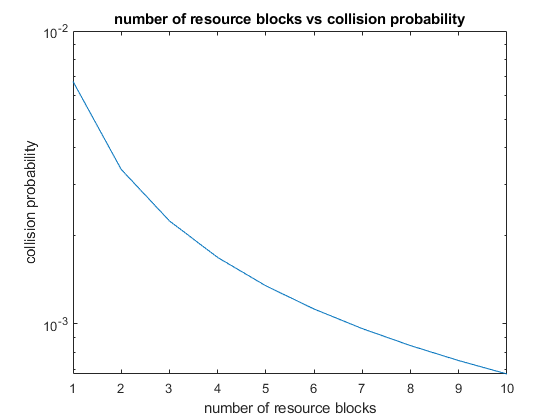 number of resource blocks vs collision probability
10-2
10-3
collision probability
1 2 3 4 5 6 7 8 9 10
number of resource blocks